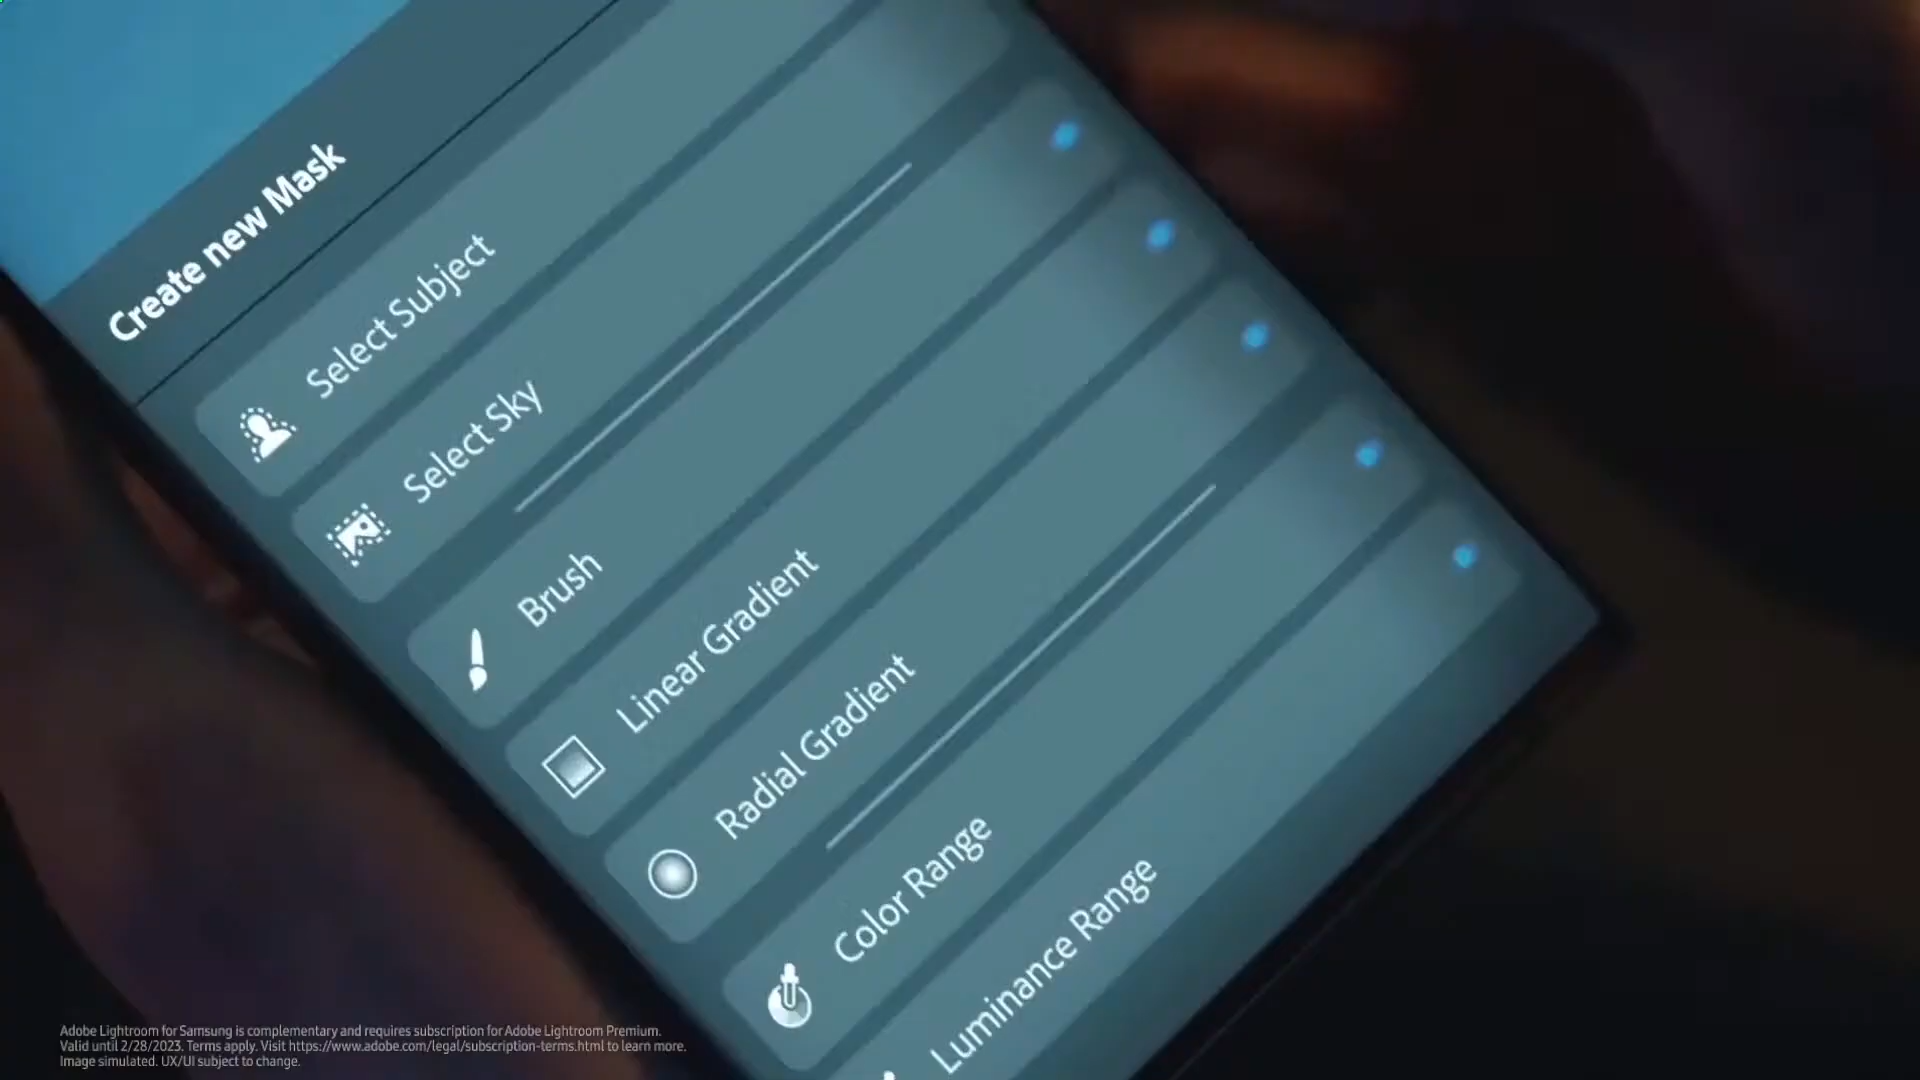 Create new Mask
Select Subject
Select Sky
Brush
Linear Gradient
Radial Gradient
Color Range
Luminance Range
Adobe Lightroom for Samsung is complementary and requires subscription for Adobe Lightroom Premium.
Valid until 2/28/2023. Terms apply. Visit https://www.adobe.com/legal/subscription-terms.html to learn more.
Image simulated. UX/UI subject to change.